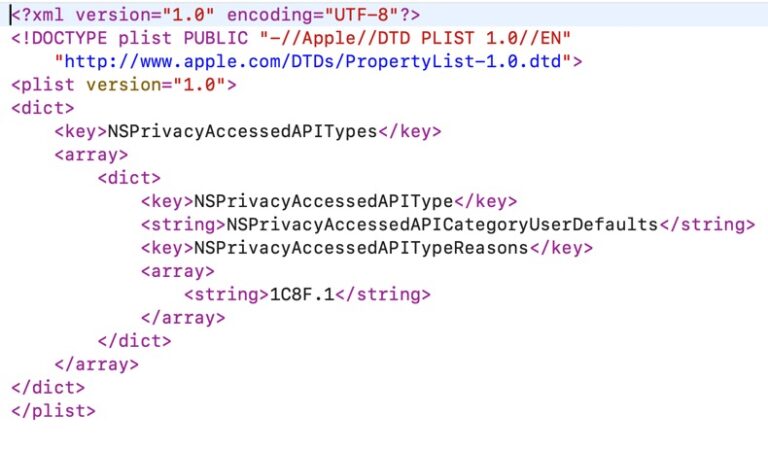 <?xml version="1.0" encoding="UTF-8"?>
<!DOCTYPE plist PUBLIC "-//Apple//DTD PLIST 1.0//EN"
    "http://www.apple.com/DTDs/PropertyList-1.0.dtd">
<plist version="1.0">
<dict>
    <key>NSPrivacyAccessedAPITypes</key>
    <array>
        <dict>
            <key>NSPrivacyAccessedAPIType</key>
            <string>NSPrivacyAccessedAPICategoryUserDefaults</string>
            <key>NSPrivacyAccessedAPITypeReasons</key>
            <array>
                <string>1C8F.1</string>
            </array>
        </dict>
    </array>
</dict>
</plist>